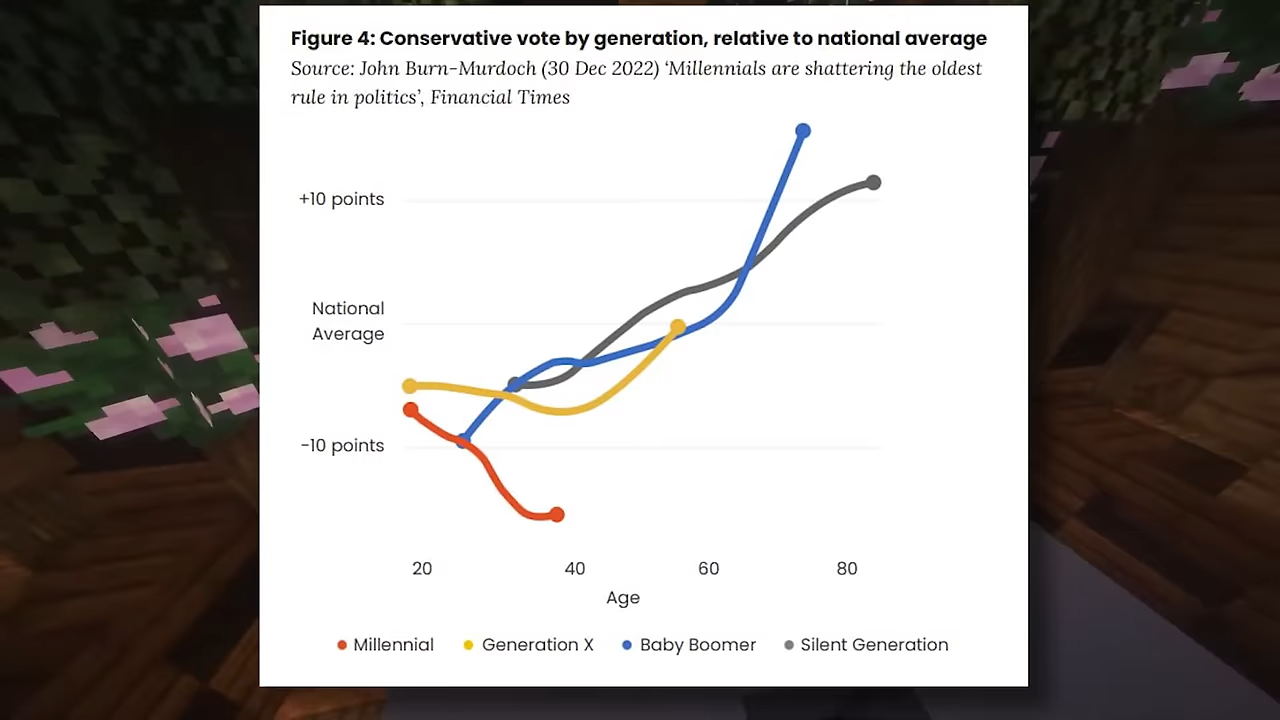 Figure 4: Conservative vote by generation, relative to national average
Source: John Burn-Murdoch (30 Dec 2022) ‘Millennials are shattering the oldest
rule in politics’, Financial Times
+10 points
National
Average
-10 points
20 40 60 80
Age
Millennial Generation X Baby Boomer Silent Generation